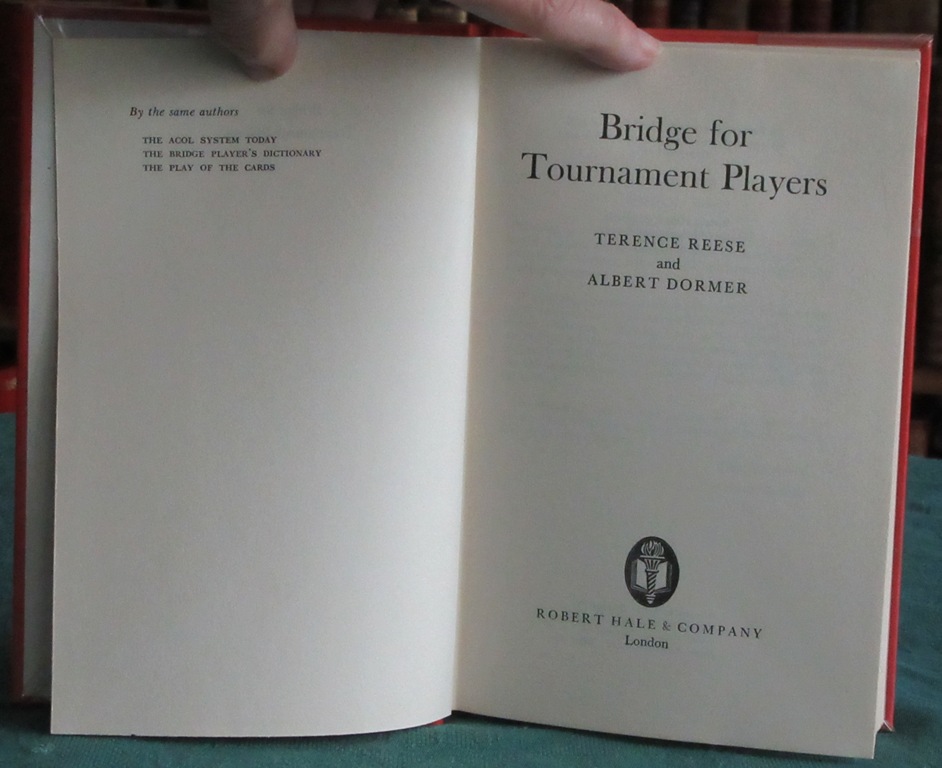 By the same authors
THE ACOL SYSTEM TODAY
THE BRIDGE PLAYER'S DICTIONARY
THE PLAY OF THE CARDS
Bridge for
Tournament Players
TERENCE REESE
and
ALBERT DORMER
ROBERT HALE & COMPANY
London